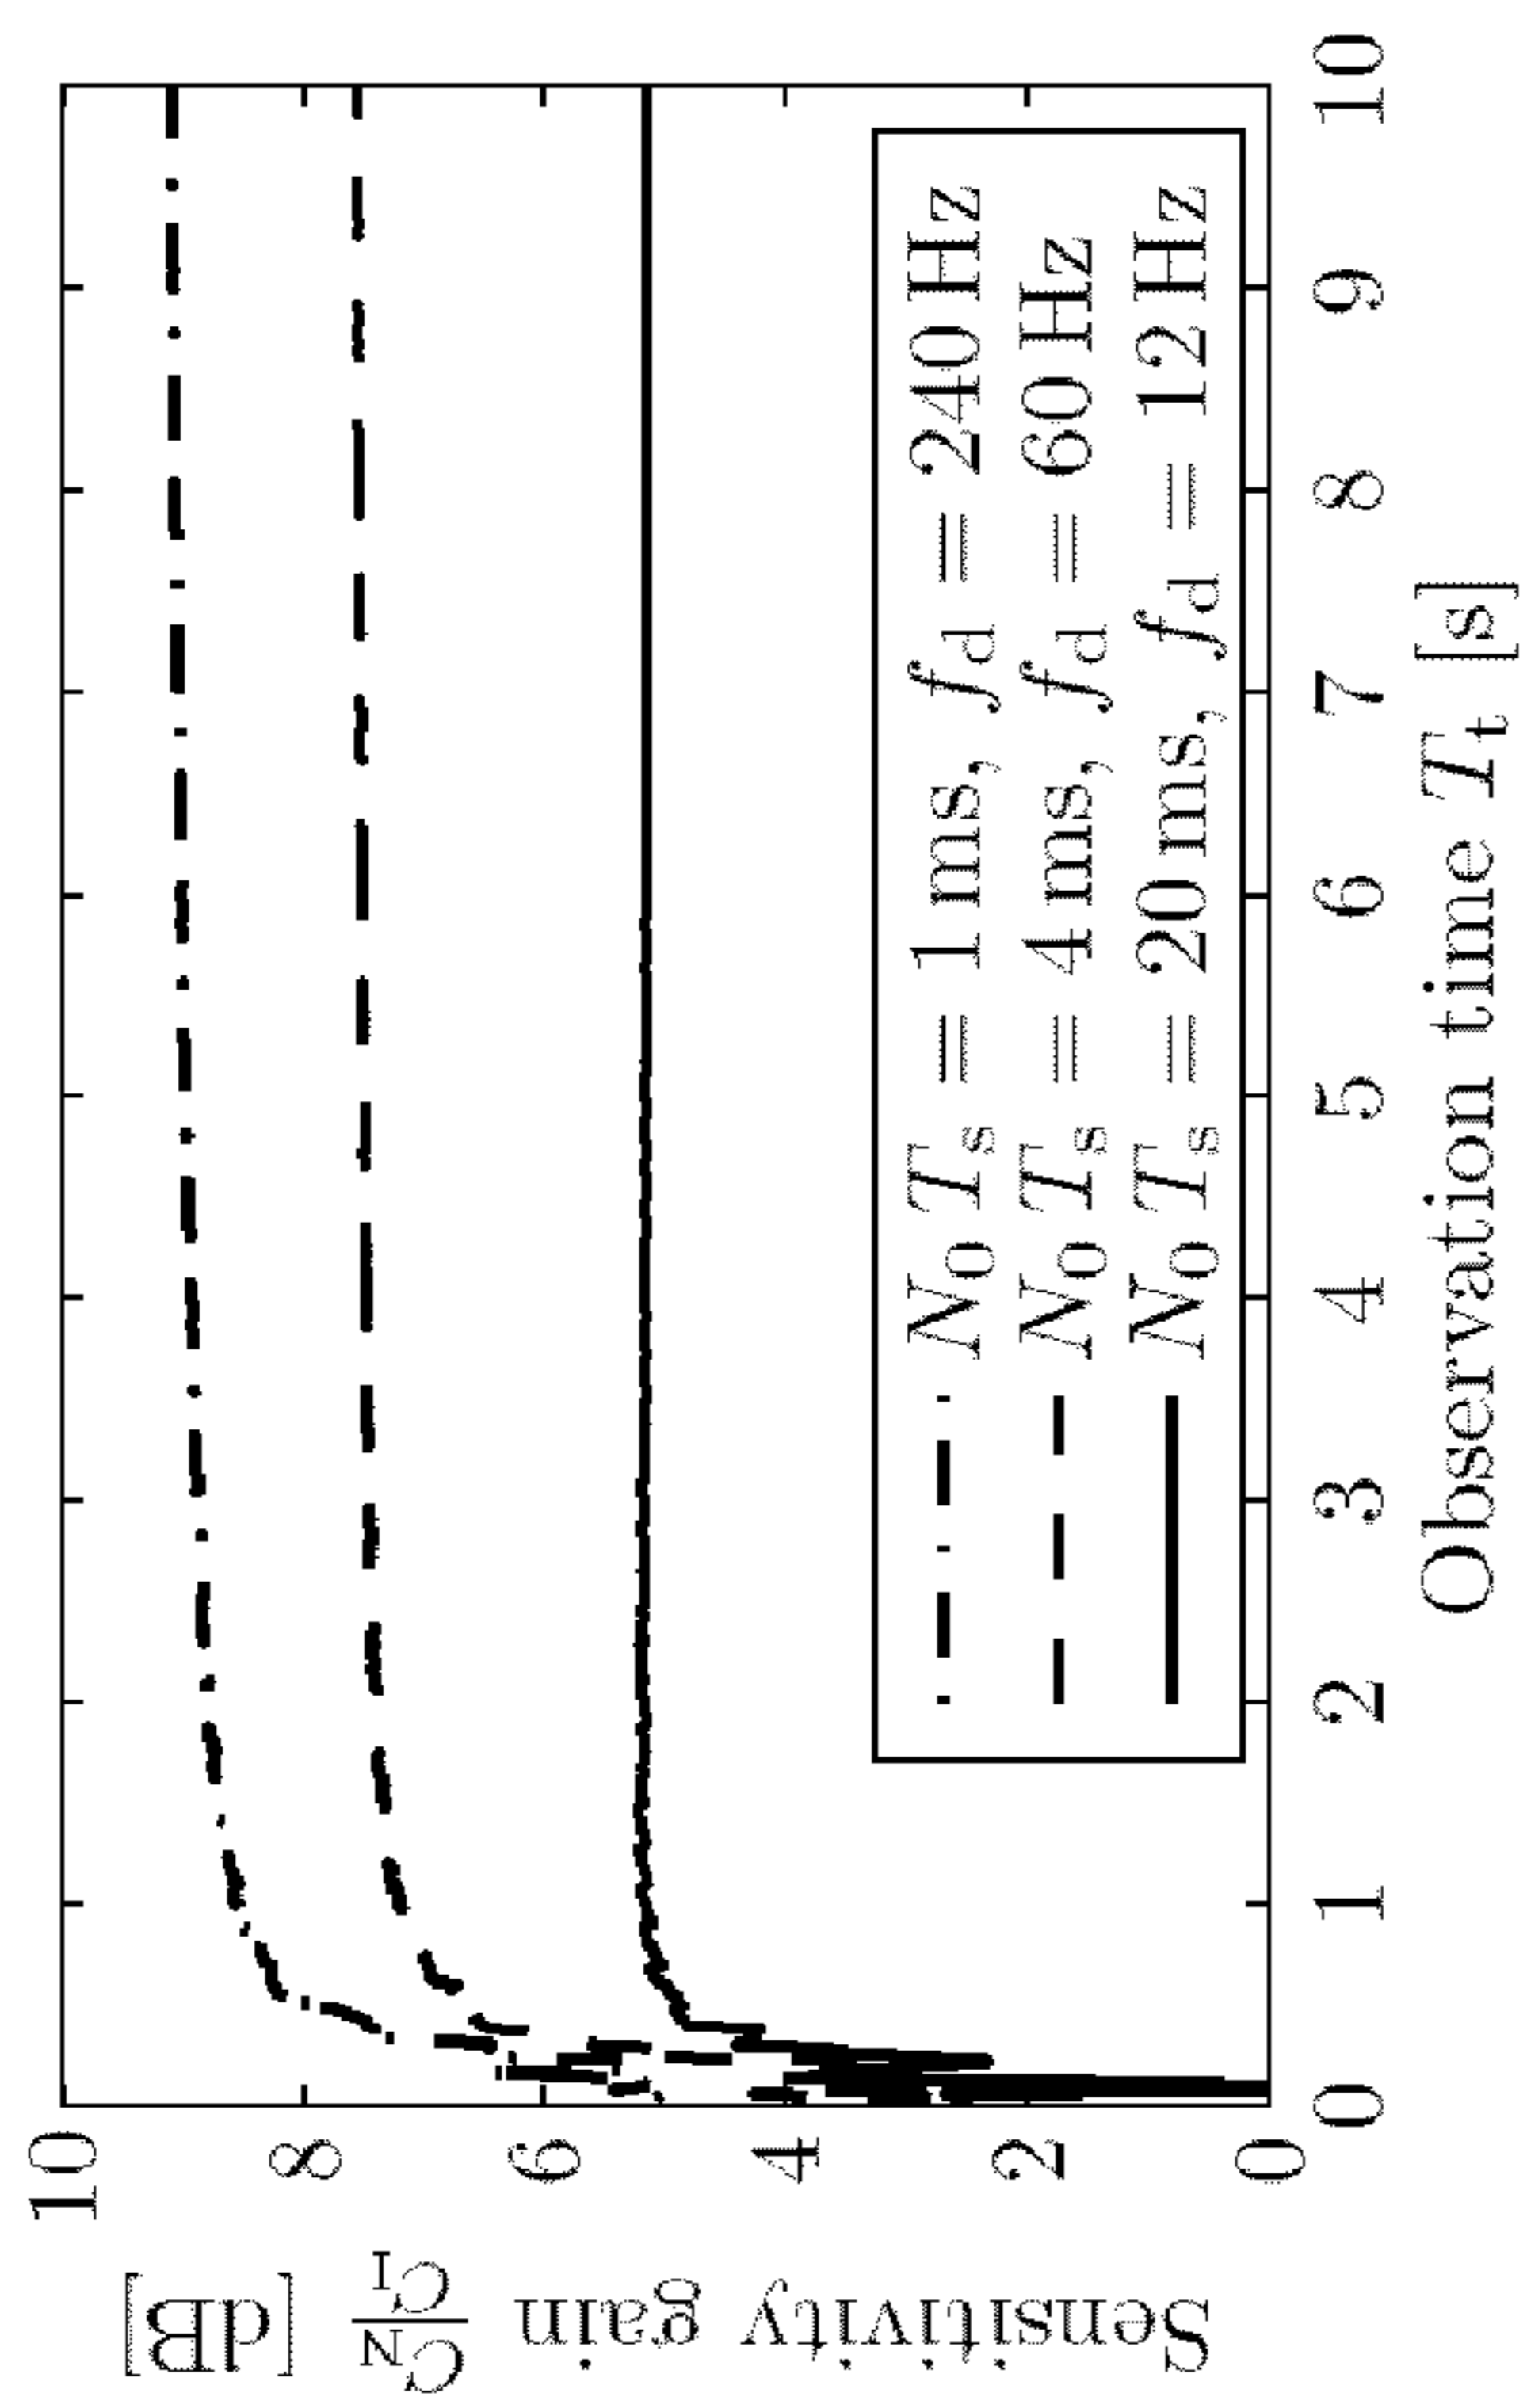 Sensitivity gain C_N/C_I [dB]
10
8
6
4
2
0
N_0 T_s = 1 ms, f_d = 240 Hz
N_0 T_s = 4 ms, f_d = 60 Hz
N_0 T_s = 20 ms, f_d = 12 Hz
0 1 2 3 4 5 6 7 8 9 10
Observation time T_t [s]